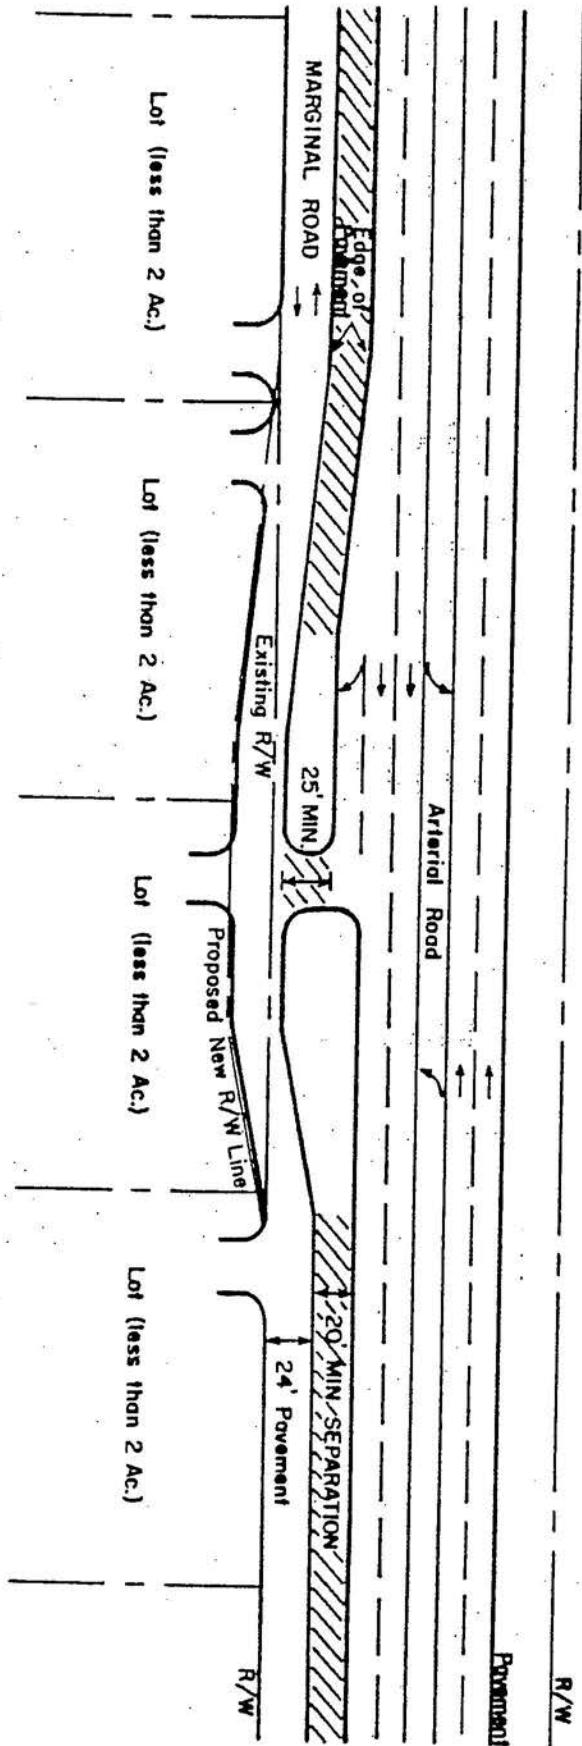 R/W
Pavement
Arterial Road
Edge of
Pavement
MARGINAL ROAD
25' MIN.
20' MIN. SEPARATION
24' Pavement
Existing R/W
Proposed New R/W Line
R/W
Lot (less than 2 Ac.)
Lot (less than 2 Ac.)
Lot (less than 2 Ac.)
Lot (less than 2 Ac.)